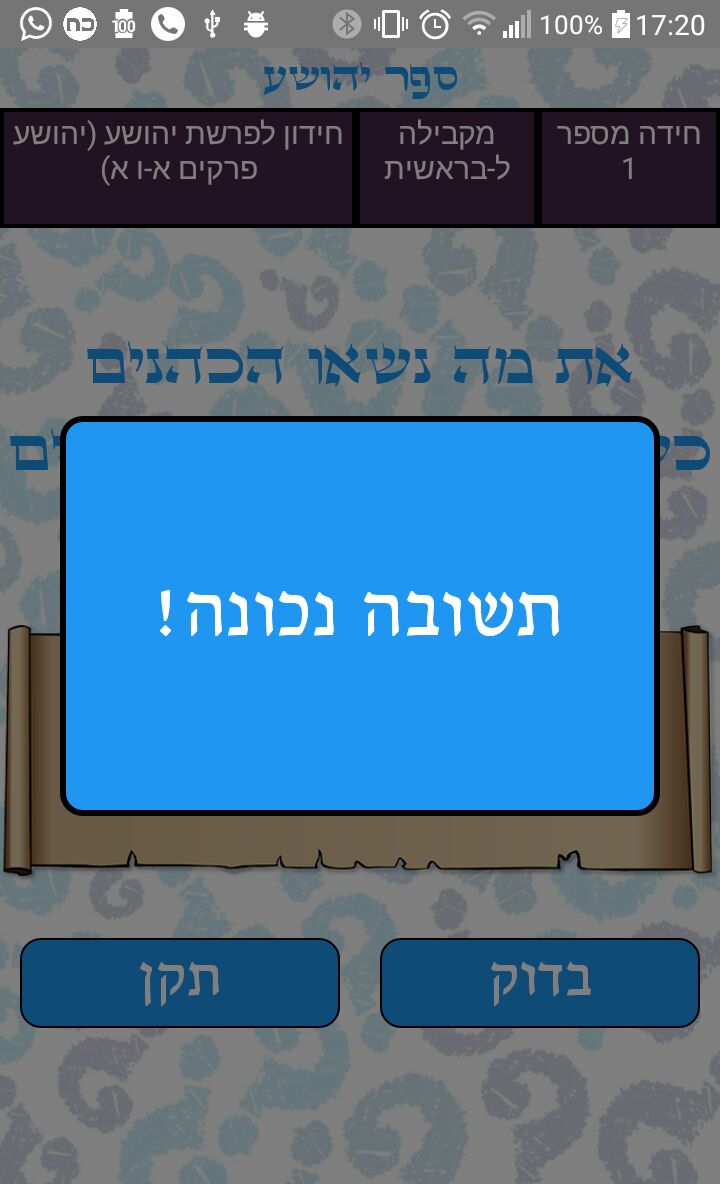 100% 17:20
ספר יהושע
חידה מספר
1
מקבילה
ל-בראשית
חידון לפרשת יהושע (יהושע
פרקים א-ו א)
את מה נשאו הכהנים
תשובה נכונה!
בדוק
תקן